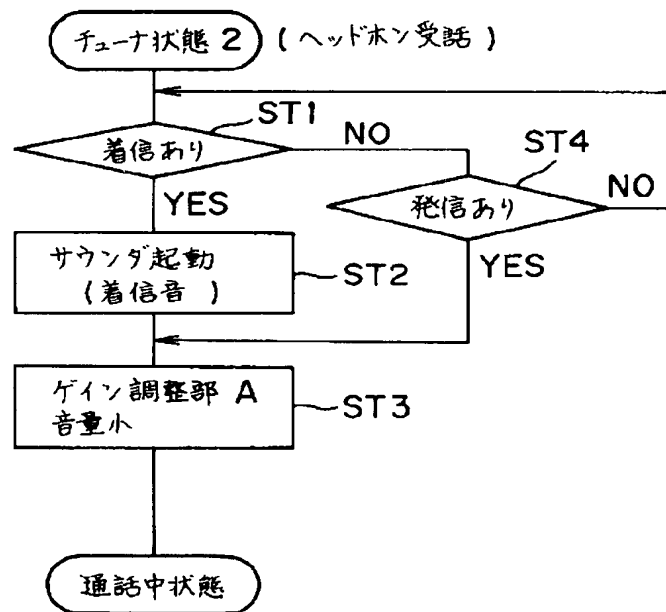 チューナ状態 2 (ヘッドホン受話)
ST1
着信あり
NO
ST4
発信あり
NO
YES
YES
サウンダ起動
(着信音)
ST2
ゲイン調整部 A
音量小
ST3
通話中状態